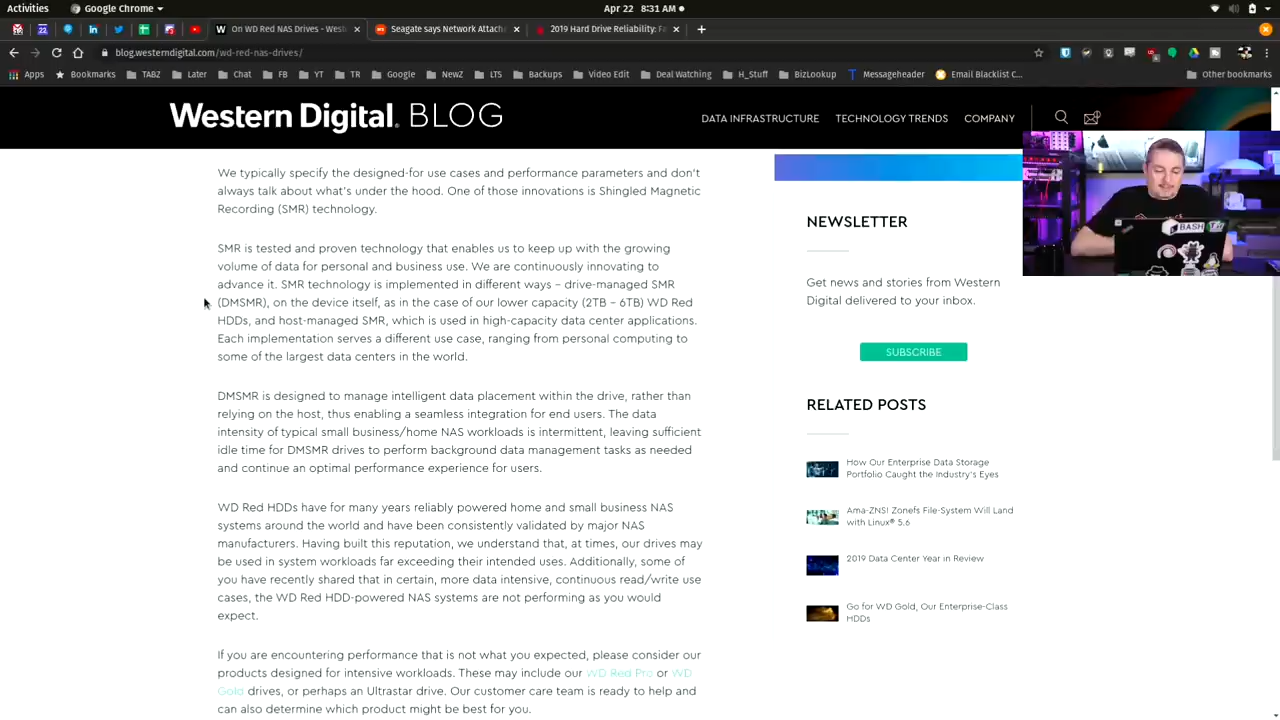 Activities
Google Chrome
Apr 22 8:31 AM
On WD Red NAS Drives - West
Seagate says Network Attach
2019 Hard Drive Reliability: Fa
blog.westerndigital.com/wd-red-nas-drives/
Apps
Bookmarks
TABZ
Later
Chat
FB
YT
TR
Google
NewZ
LTS
Backups
Video Edit
Deal Watching
H_Stuff
BizLookup
Messageheader
Email Blacklist C...
Other bookmarks
Western Digital. BLOG
DATA INFRASTRUCTURE
TECHNOLOGY TRENDS
COMPANY
We typically specify the designed-for use cases and performance parameters and don't
always talk about what's under the hood. One of those innovations is Shingled Magnetic
Recording (SMR) technology.
SMR is tested and proven technology that enables us to keep up with the growing
volume of data for personal and business use. We are continuously innovating to
advance it. SMR technology is implemented in different ways – drive-managed SMR
(DMSMR), on the device itself, as in the case of our lower capacity (2TB – 6TB) WD Red
HDDs, and host-managed SMR, which is used in high-capacity data center applications.
Each implementation serves a different use case, ranging from personal computing to
some of the largest data centers in the world.
DMSMR is designed to manage intelligent data placement within the drive, rather than
relying on the host, thus enabling a seamless integration for end users. The data
intensity of typical small business/home NAS workloads is intermittent, leaving sufficient
idle time for DMSMR drives to perform background data management tasks as needed
and continue an optimal performance experience for users.
WD Red HDDs have for many years reliably powered home and small business NAS
systems around the world and have been consistently validated by major NAS
manufacturers. Having built this reputation, we understand that, at times, our drives may
be used in system workloads far exceeding their intended uses. Additionally, some of
you have recently shared that in certain, more data intensive, continuous read/write use
cases, the WD Red HDD-powered NAS systems are not performing as you would
expect.
If you are encountering performance that is not what you expected, please consider our
products designed for intensive workloads. These may include our WD Red Pro or WD
Gold drives, or perhaps an Ultrastar drive. Our customer care team is ready to help and
can also determine which product might be best for you.
NEWSLETTER
Get news and stories from Western
Digital delivered to your inbox.
SUBSCRIBE
RELATED POSTS
How Our Enterprise Data Storage
Portfolio Caught the Industry's Eyes
Ama-ZNS! Zonefs File-System Will Land
with Linux® 5.6
2019 Data Center Year in Review
Go for WD Gold, Our Enterprise-Class
HDDs
BASH